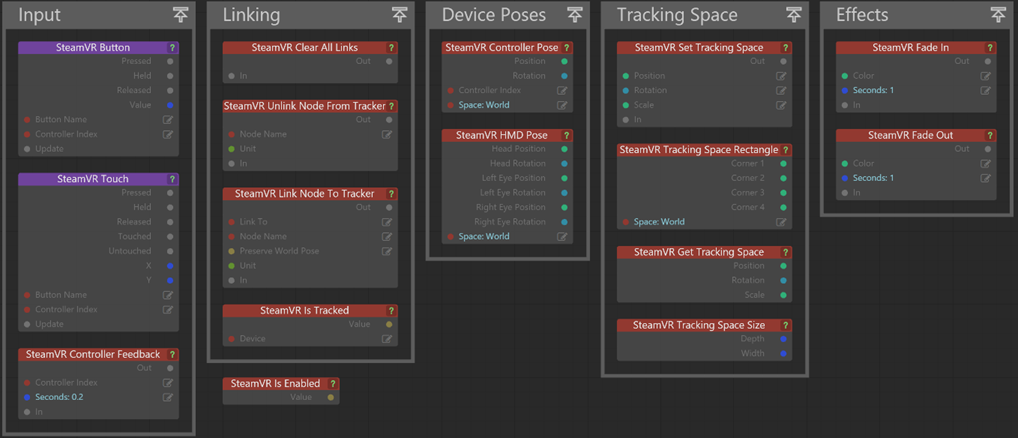 Input
SteamVR Button ?
Pressed
Held
Released
Value
Button Name
Controller Index
Update
SteamVR Touch ?
Pressed
Held
Released
Touched
Untouched
X
Y
Button Name
Controller Index
Update
SteamVR Controller Feedback ?
Out
Controller Index
Seconds: 0.2
In
Linking
SteamVR Clear All Links ?
Out
In
SteamVR Unlink Node From Tracker ?
Out
Node Name
Unit
In
SteamVR Link Node To Tracker ?
Out
Link To
Node Name
Preserve World Pose
Unit
In
SteamVR Is Tracked ?
Value
Device
SteamVR Is Enabled ?
Value
Device Poses
SteamVR Controller Pose ?
Position
Rotation
Controller Index
Space: World
SteamVR HMD Pose ?
Head Position
Head Rotation
Left Eye Position
Left Eye Rotation
Right Eye Position
Right Eye Rotation
Space: World
Tracking Space
SteamVR Set Tracking Space ?
Out
Position
Rotation
Scale
In
SteamVR Tracking Space Rectangle ?
Corner 1
Corner 2
Corner 3
Corner 4
Space: World
SteamVR Get Tracking Space ?
Position
Rotation
Scale
SteamVR Tracking Space Size ?
Depth
Width
Effects
SteamVR Fade In ?
Out
Color
Seconds: 1
In
SteamVR Fade Out ?
Out
Color
Seconds: 1
In